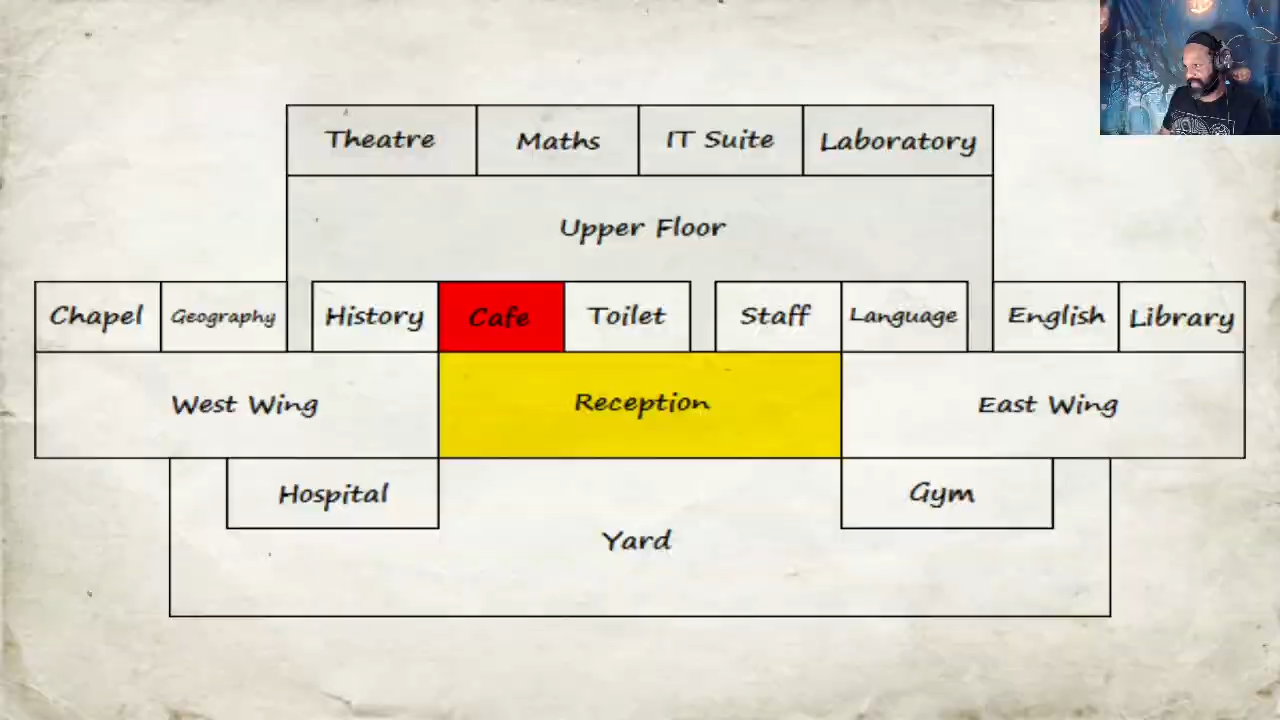 Theatre
Maths
IT Suite
Laboratory
Upper Floor
Chapel
Geography
History
Cafe
Toilet
Staff
Language
English
Library
West Wing
Reception
East Wing
Hospital
Gym
Yard